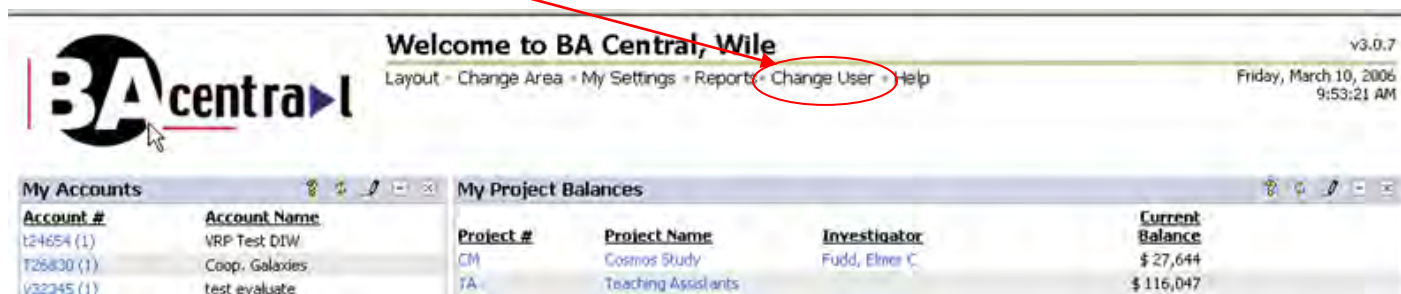 BA central
Welcome to BA Central, Wile
v3.0.7
Layout - Change Area - My Settings - Reports - Change User - Help
Friday, March 10, 2006
9:53:21 AM
My Accounts
Account # Account Name
t24654 (1) VRP Test DIW
T26830 (1) Coop. Galaxies
v32345 (1) test evaluate
My Project Balances
Project # Project Name Investigator Current Balance
CM Cosmos Study Fudd, Elmer C $ 27,644
TA Teaching Assistants $ 116,047